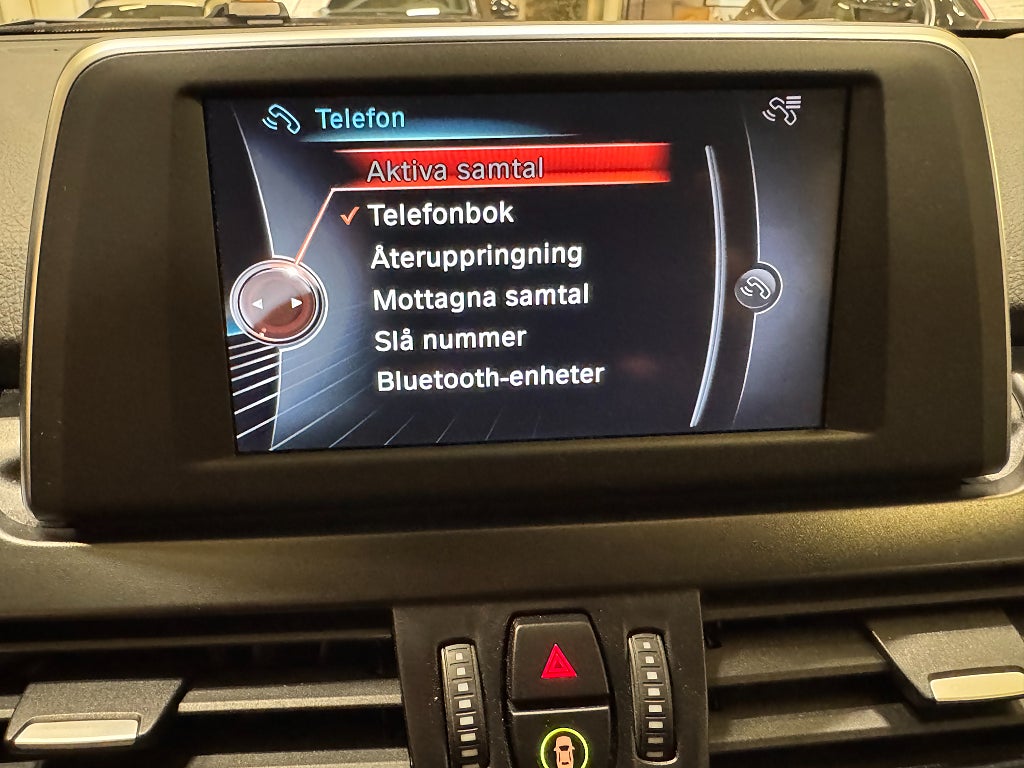 Telefon
Aktiva samtal
Telefonbok
Återuppringning
Mottagna samtal
Slå nummer
Bluetooth-enheter